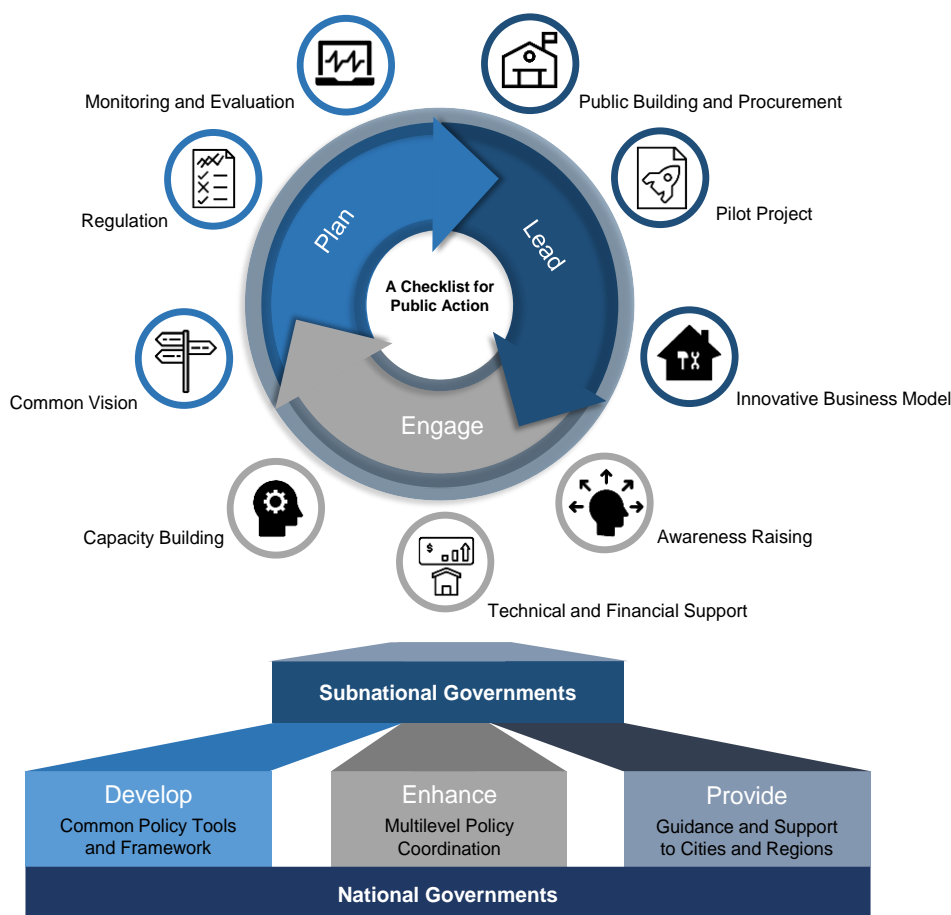 Monitoring and Evaluation
Public Building and Procurement
Regulation
Pilot Project
Plan
Lead
A Checklist for
Public Action
Common Vision
Innovative Business Model
Engage
Capacity Building
Awareness Raising
$
Technical and Financial Support
Subnational Governments
Develop
Common Policy Tools
and Framework
Enhance
Multilevel Policy
Coordination
Provide
Guidance and Support
to Cities and Regions
National Governments